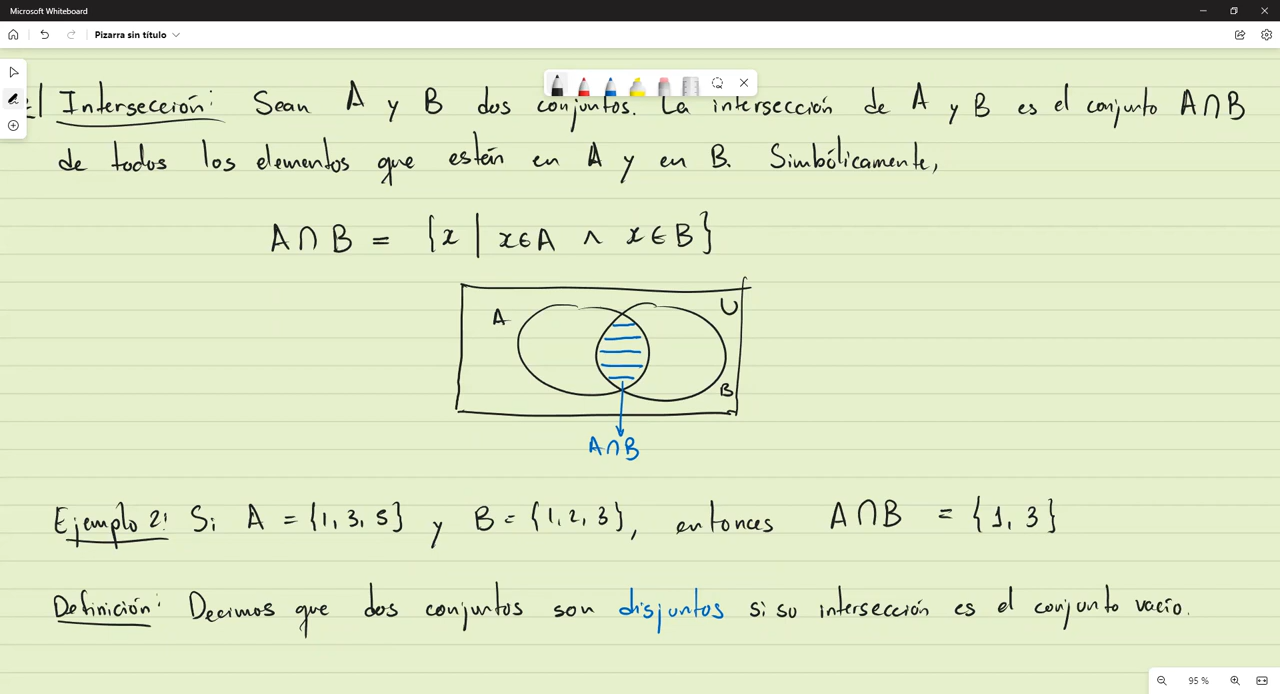 Microsoft Whiteboard
Pizarra sin título
Intersección: Sean A y B dos conjuntos. La intersección de A y B es el conjunto A∩B
de todos los elementos que están en A y en B. Simbólicamente,
A∩B = {x | x∈A ∧ x∈B}
A
U
B
A∩B
Ejemplo 2: Si A = {1, 3, 5} y B = {1, 2, 3}, entonces A∩B = {1, 3}
Definición: Decimos que dos conjuntos son disjuntos si su intersección es el conjunto vacío.
95 %